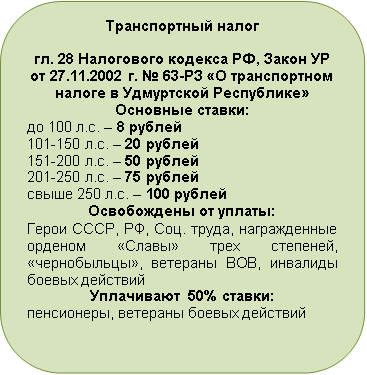 Транспортный налог
гл. 28 Налогового кодекса РФ, Закон УР
от 27.11.2002 г. № 63-РЗ «О транспортном
налоге в Удмуртской Республике»
Основные ставки:
до 100 л.с. – 8 рублей
101-150 л.с. – 20 рублей
151-200 л.с. – 50 рублей
201-250 л.с. – 75 рублей
свыше 250 л.с. – 100 рублей
Освобождены от уплаты:
Герои СССР, РФ, Соц. труда, награжденные
орденом «Славы» трех степеней,
«чернобыльцы», ветераны ВОВ, инвалиды
боевых действий
Уплачивают 50% ставки:
пенсионеры, ветераны боевых действий